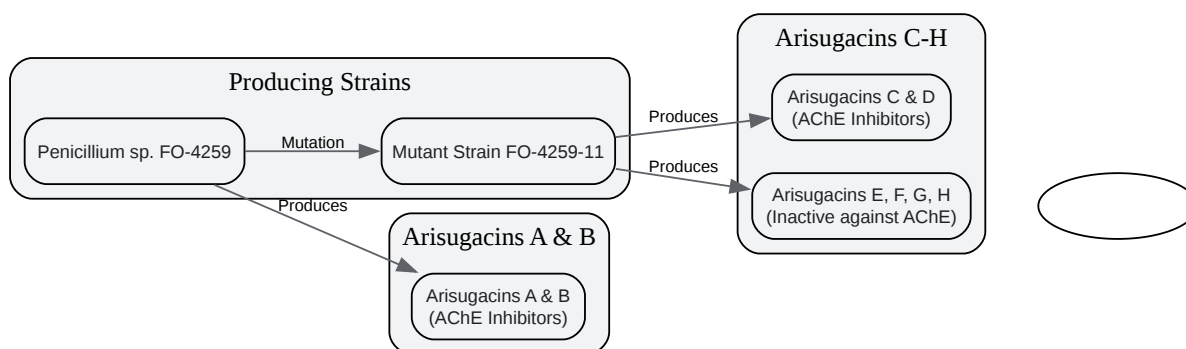 Arisugacins C-H
Producing Strains
Arisugacins C & D
(AChE Inhibitors)
Produces
Penicillium sp. FO-4259
Mutation
Mutant Strain FO-4259-11
Produces
Arisugacins E, F, G, H
(Inactive against AChE)
Produces
Arisugacins A & B
Arisugacins A & B
(AChE Inhibitors)